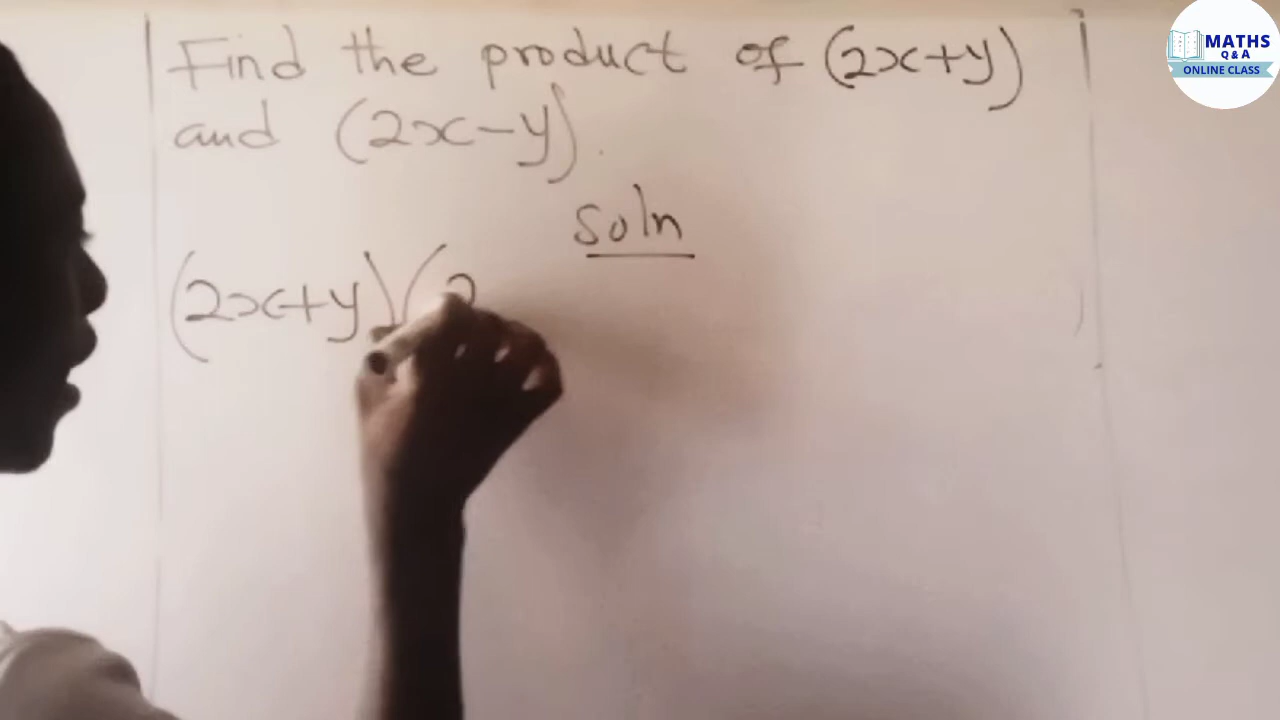 Find the product of (2x+y)
and (2x-y).
Soln
(2x+y)(2
MATHS
Q & A
ONLINE CLASS